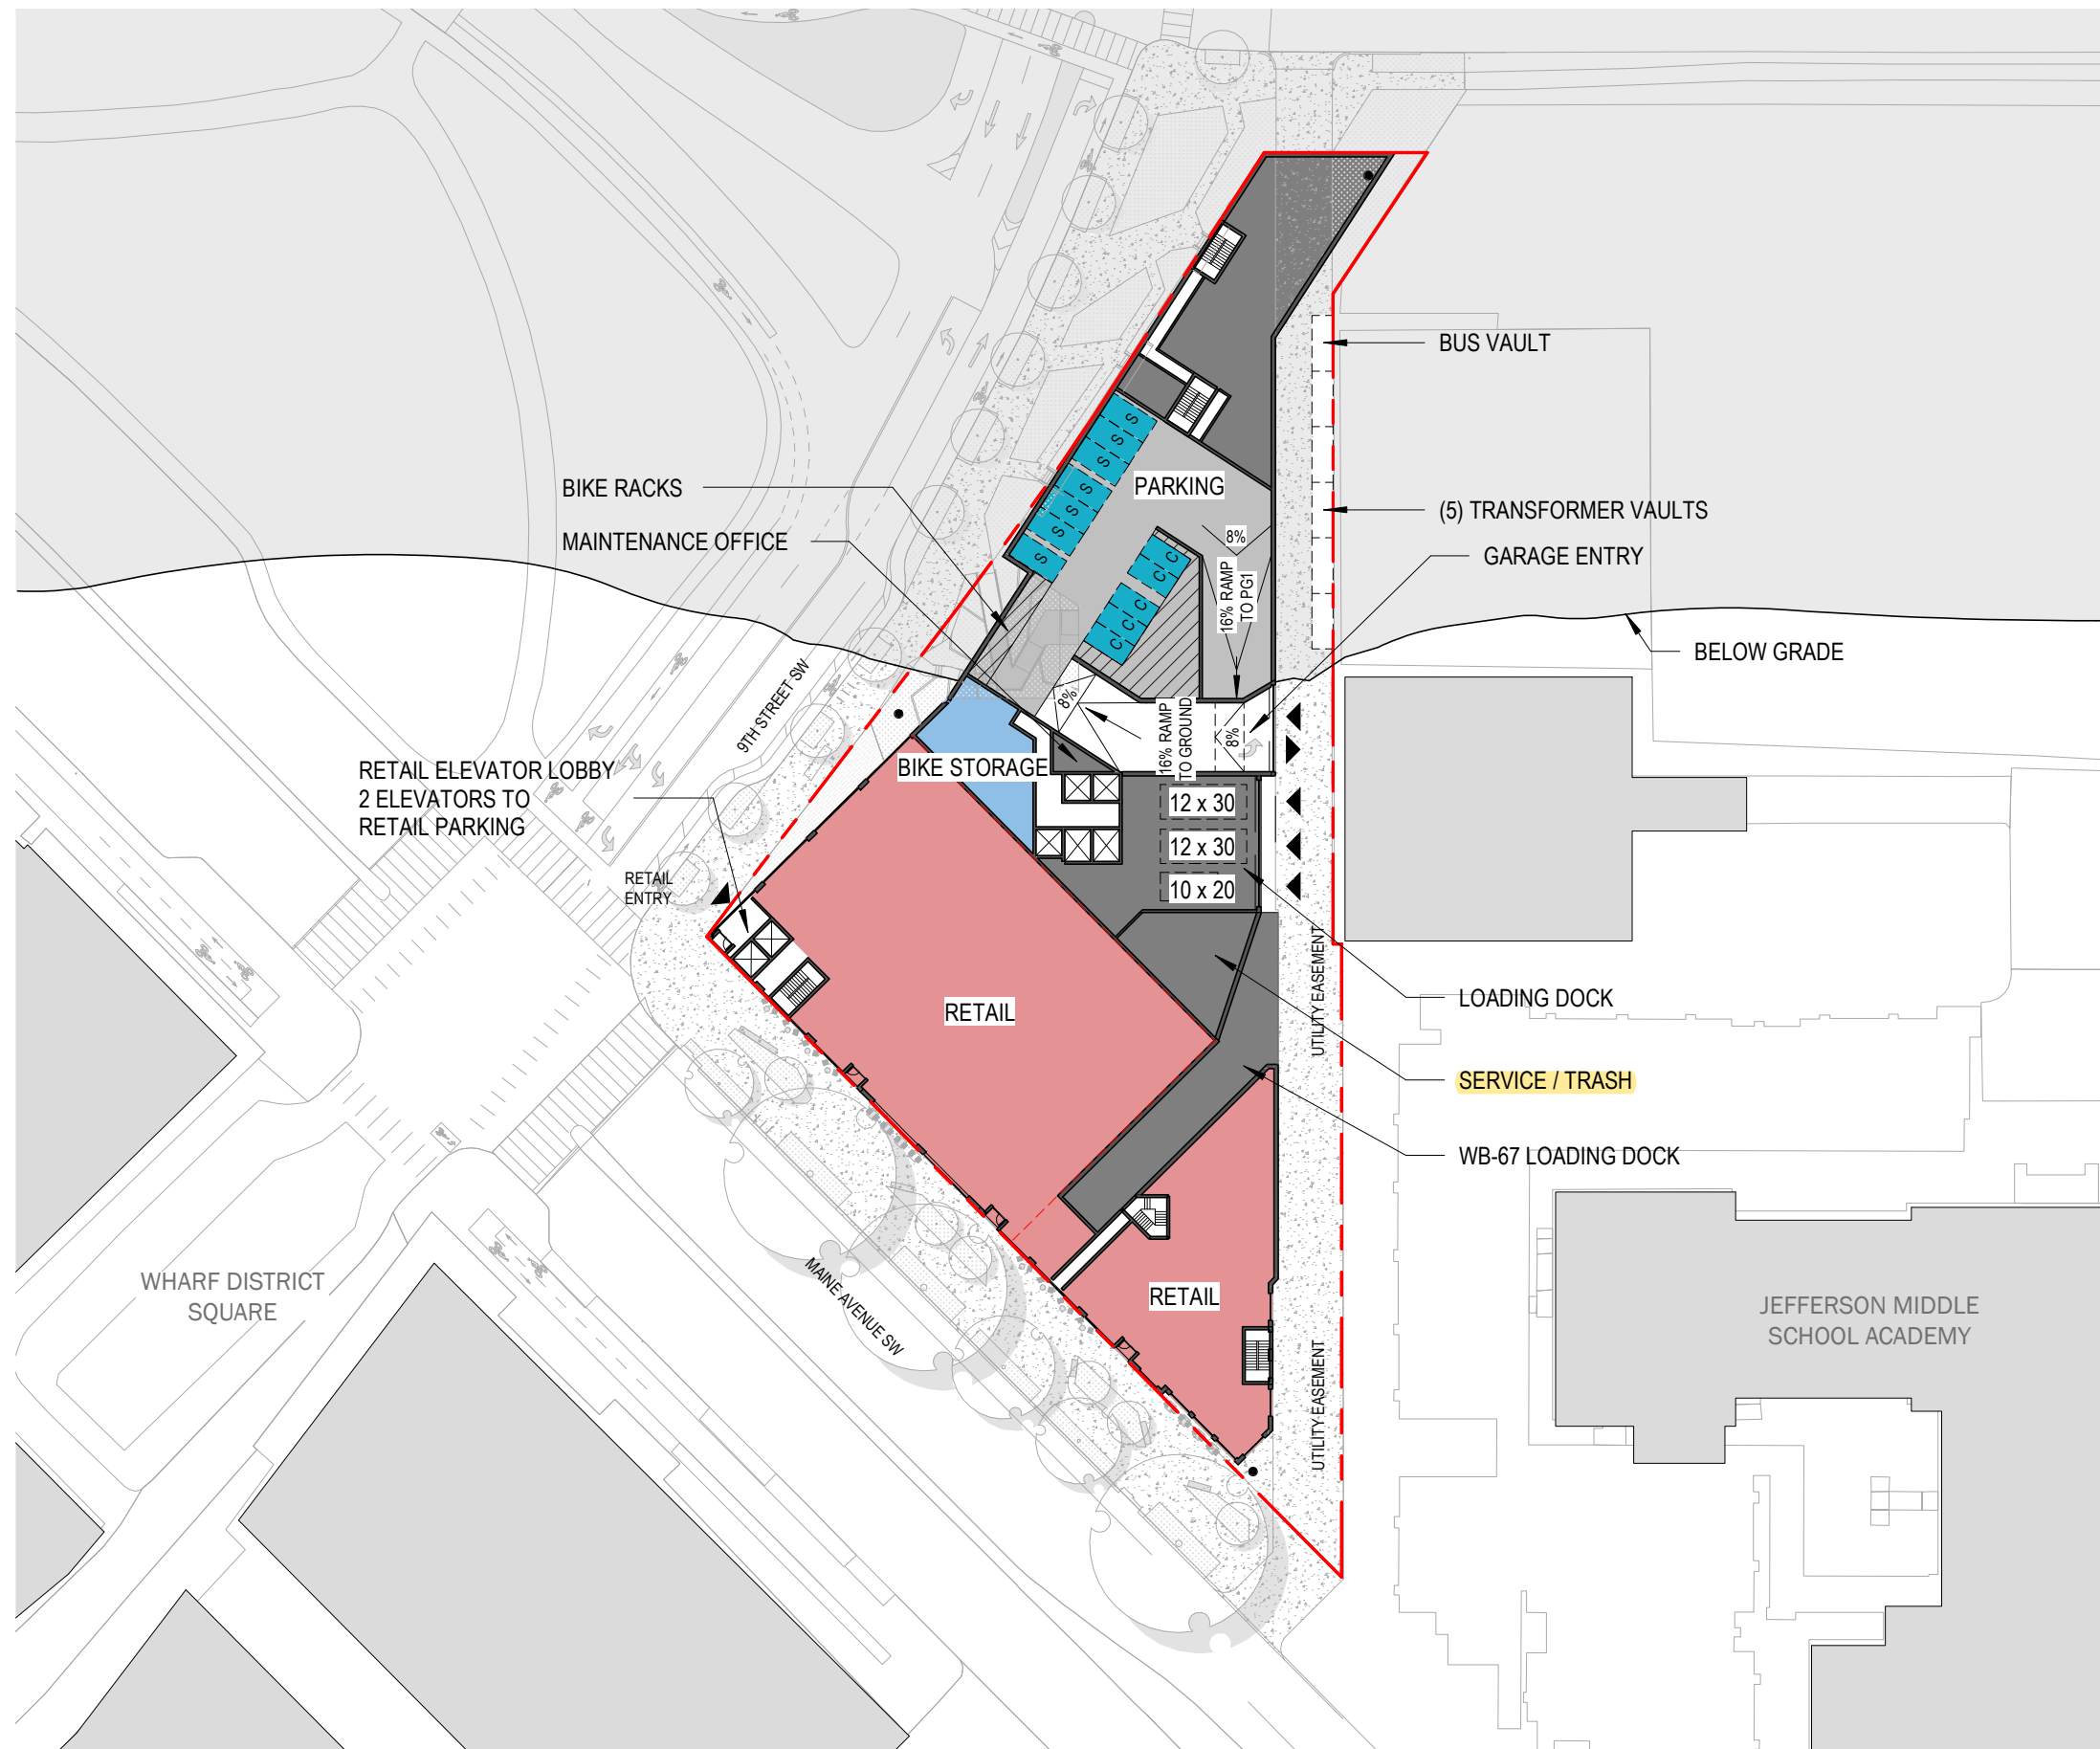 BUS VAULT
BIKE RACKS
PARKING
(5) TRANSFORMER VAULTS
MAINTENANCE OFFICE
GARAGE ENTRY
S
S
S
S
S
S
S
C
C
C
C
C
8%
16% RAMP
TO PG1
BELOW GRADE
9TH STREET SW
8%
16% RAMP
TO GROUND
8%
RETAIL ELEVATOR LOBBY
2 ELEVATORS TO
RETAIL PARKING
BIKE STORAGE
12 x 30
12 x 30
10 x 20
RETAIL
ENTRY
UTILITY EASEMENT
LOADING DOCK
RETAIL
SERVICE / TRASH
WB-67 LOADING DOCK
WHARF DISTRICT
SQUARE
MAINE AVENUE SW
RETAIL
JEFFERSON MIDDLE
SCHOOL ACADEMY
UTILITY EASEMENT